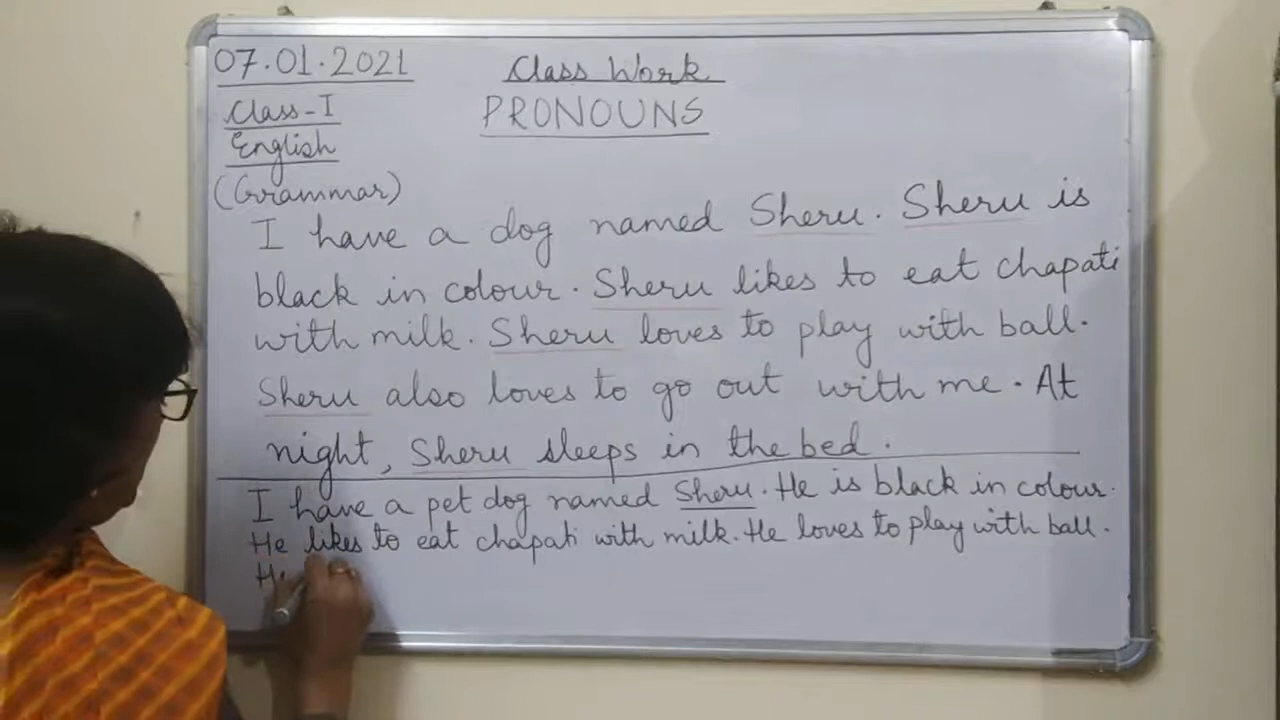 07.01.2021
Class Work
Class-I
PRONOUNS
English
(Grammar)
I have a dog named Sheru. Sheru is
black in colour. Sheru likes to eat chapati
with milk. Sheru loves to play with ball.
Sheru also loves to go out with me. At
night, Sheru sleeps in the bed.
I have a pet dog named Sheru. He is black in colour.
He likes to eat chapati with milk. He loves to play with ball.
He